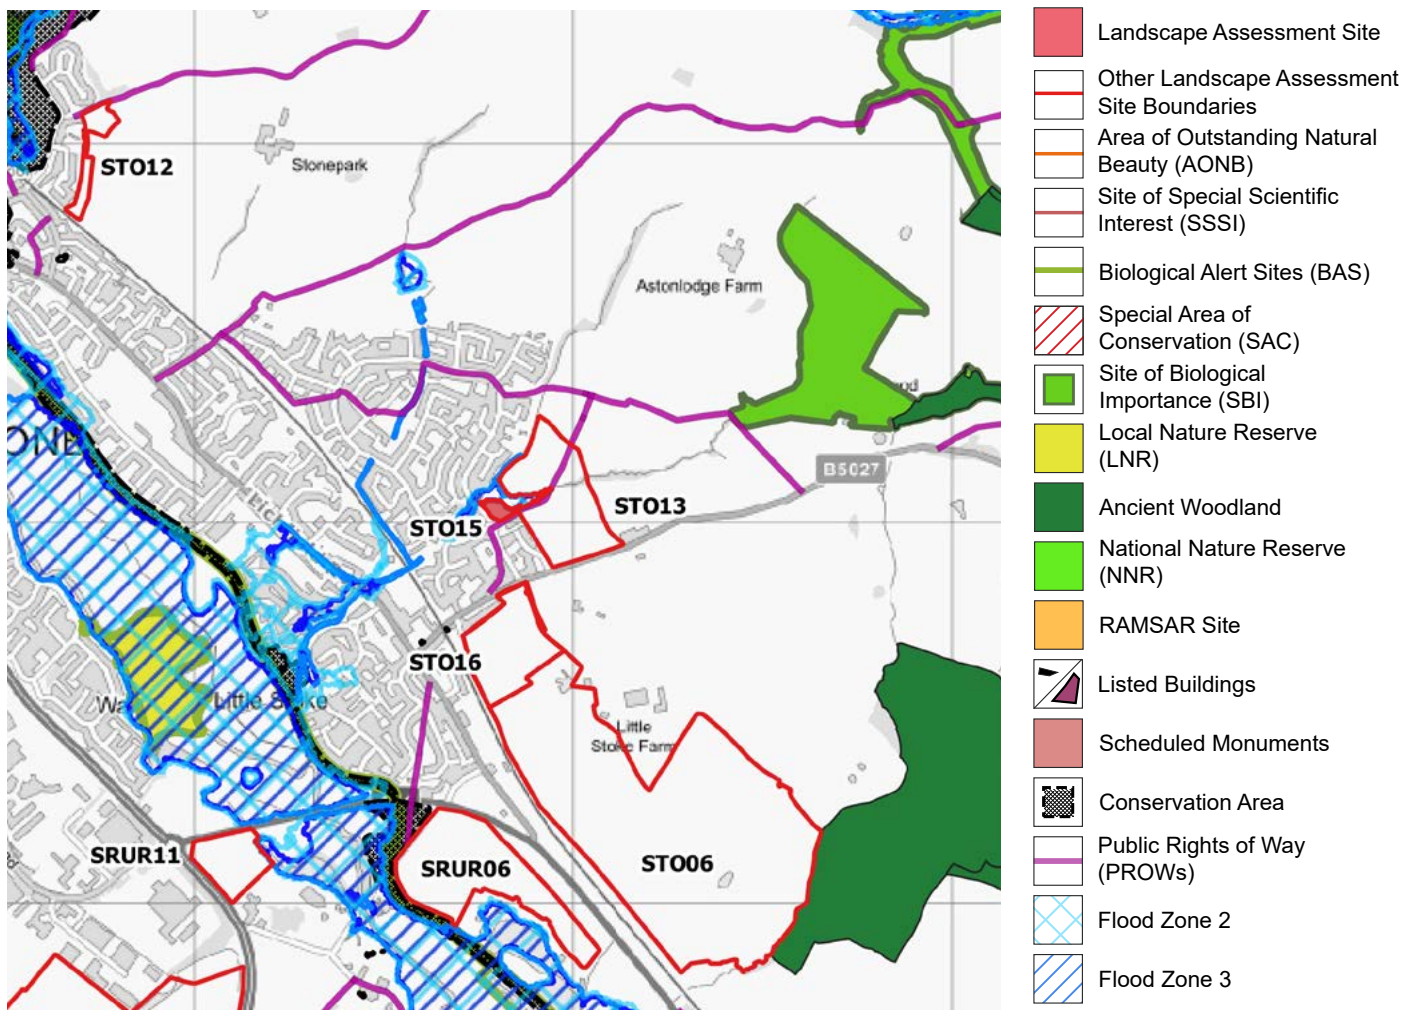 STO12
Stonepark
Astonlodge Farm
B5027
STO13
STO15
STO16
Little Stoke
Little
Stoke Farm
SRUR11
SRUR06
STO06
Landscape Assessment Site
Other Landscape Assessment
Site Boundaries
Area of Outstanding Natural
Beauty (AONB)
Site of Special Scientific
Interest (SSSI)
Biological Alert Sites (BAS)
Special Area of
Conservation (SAC)
Site of Biological
Importance (SBI)
Local Nature Reserve
(LNR)
Ancient Woodland
National Nature Reserve
(NNR)
RAMSAR Site
Listed Buildings
Scheduled Monuments
Conservation Area
Public Rights of Way
(PROWs)
Flood Zone 2
Flood Zone 3